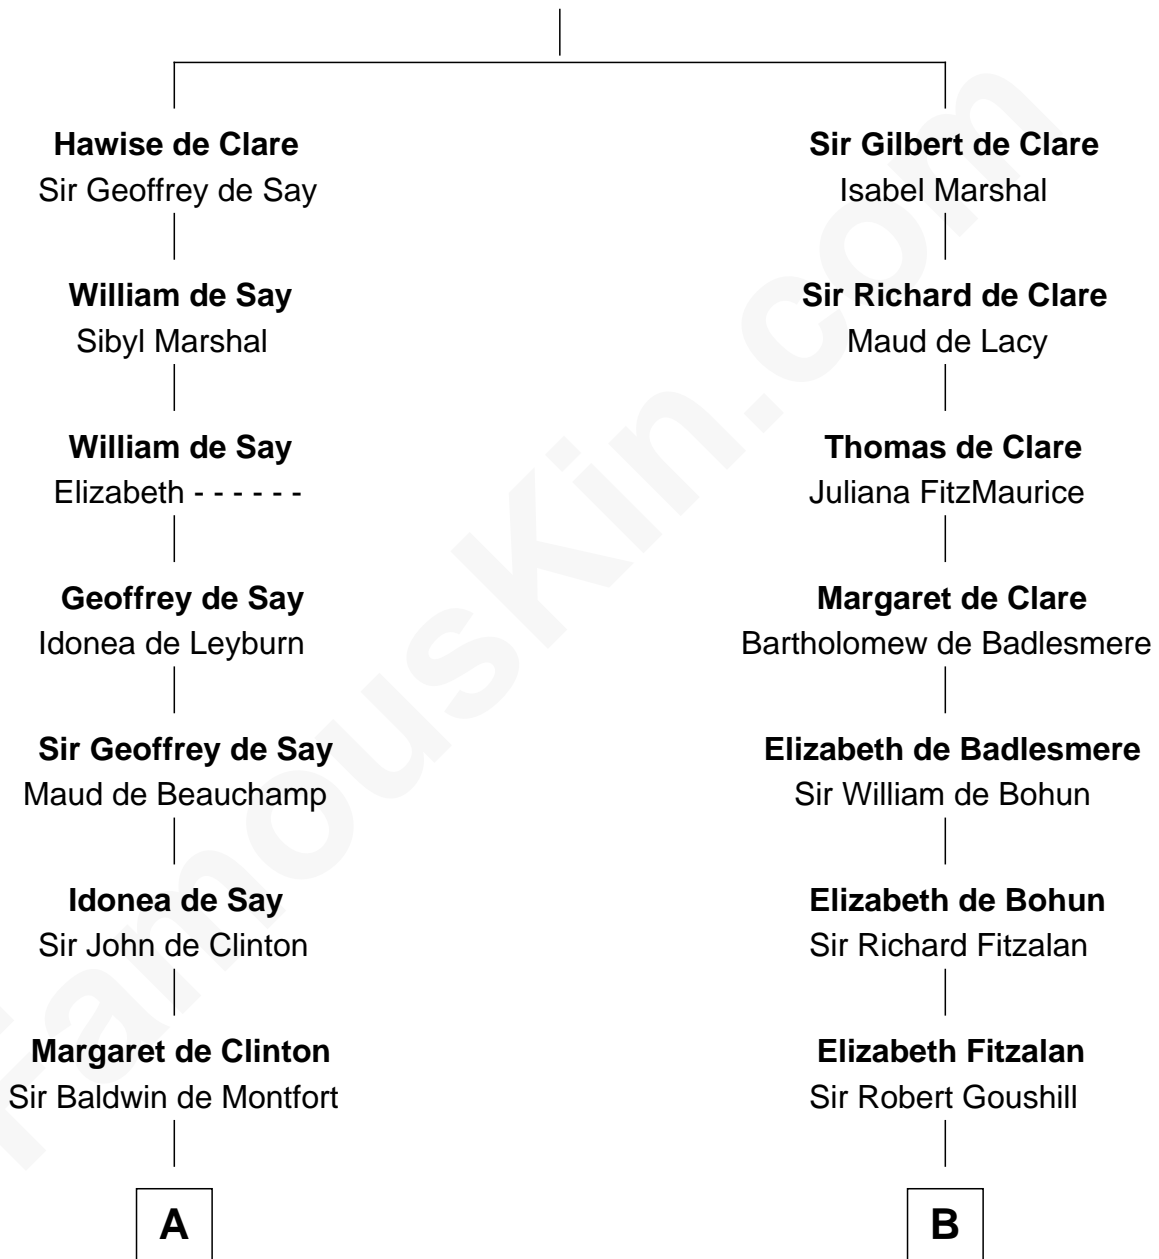 Hawise de Clare
Sir Geoffrey de Say
William de Say
Sibyl Marshal
William de Say
Elizabeth - - - - - -
Geoffrey de Say
Idonea de Leyburn
Sir Geoffrey de Say
Maud de Beauchamp
Idonea de Say
Sir John de Clinton
Margaret de Clinton
Sir Baldwin de Montfort
A
Sir Gilbert de Clare
Isabel Marshal
Sir Richard de Clare
Maud de Lacy
Thomas de Clare
Juliana FitzMaurice
Margaret de Clare
Bartholomew de Badlesmere
Elizabeth de Badlesmere
Sir William de Bohun
Elizabeth de Bohun
Sir Richard Fitzalan
Elizabeth Fitzalan
Sir Robert Goushill
B
FamousKin.com